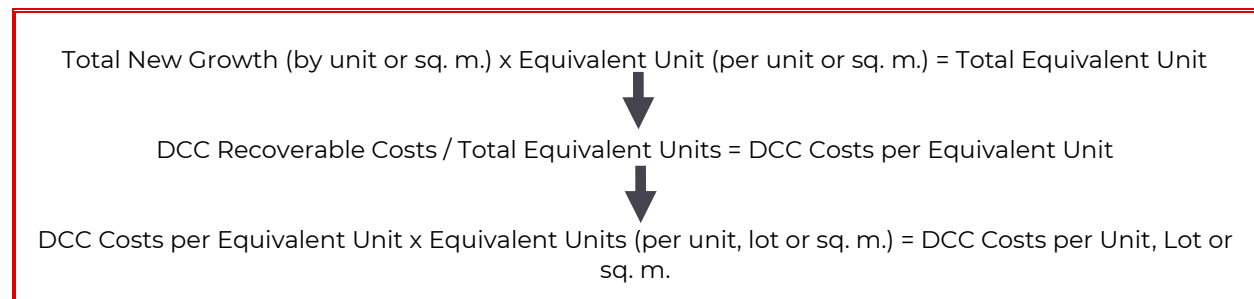 Total New Growth (by unit or sq. m.) x Equivalent Unit (per unit or sq. m.) = Total Equivalent Unit
DCC Recoverable Costs / Total Equivalent Units = DCC Costs per Equivalent Unit
DCC Costs per Equivalent Unit x Equivalent Units (per unit, lot or sq. m.) = DCC Costs per Unit, Lot or
sq. m.